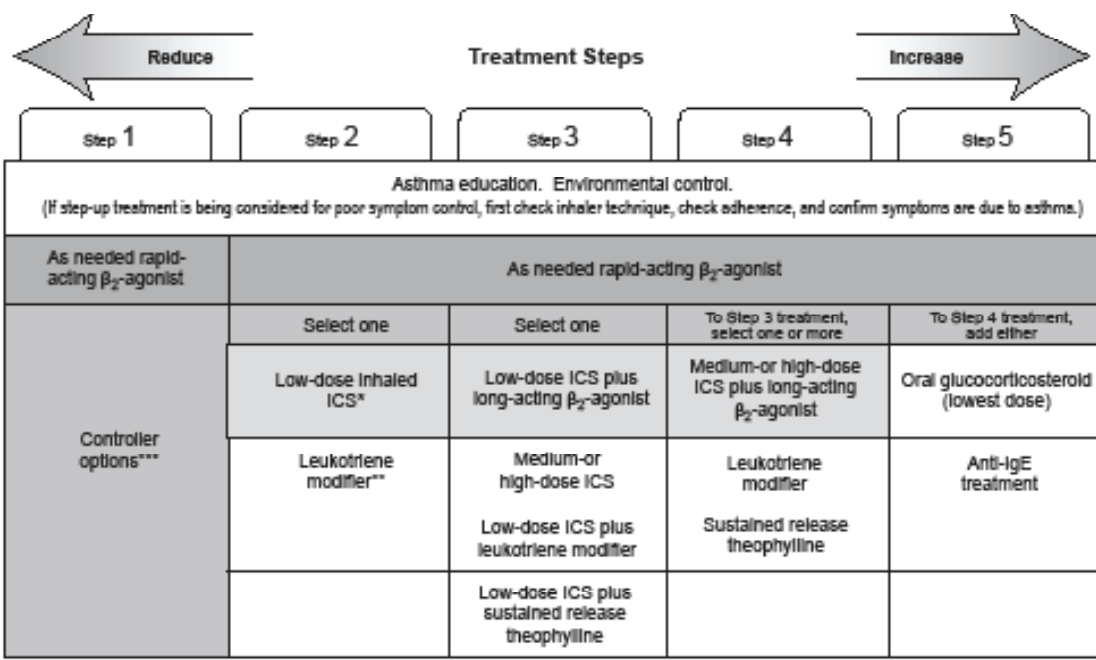 Reduce
Treatment Steps
Increase
Step 1
Step 2
Step 3
Step 4
Step 5
Asthma education. Environmental control.
(If step-up treatment is being considered for poor symptom control, first check inhaler technique, check adherence, and confirm symptoms are due to asthma.)
As needed rapid-
acting β₂-agonist
As needed rapid-acting β₂-agonist
Controller
options***
Select one
Select one
To Step 3 treatment,
select one or more
To Step 4 treatment,
add either
Low-dose inhaled
ICS*
Low-dose ICS plus
long-acting β₂-agonist
Medium-or high-dose
ICS plus long-acting
β₂-agonist
Oral glucocorticosteroid
(lowest dose)
Leukotriene
modifier**
Medium-or
high-dose ICS
Leukotriene
modifier
Anti-IgE
treatment
Low-dose ICS plus
leukotriene modifier
Sustained release
theophylline
Low-dose ICS plus
sustained release
theophylline